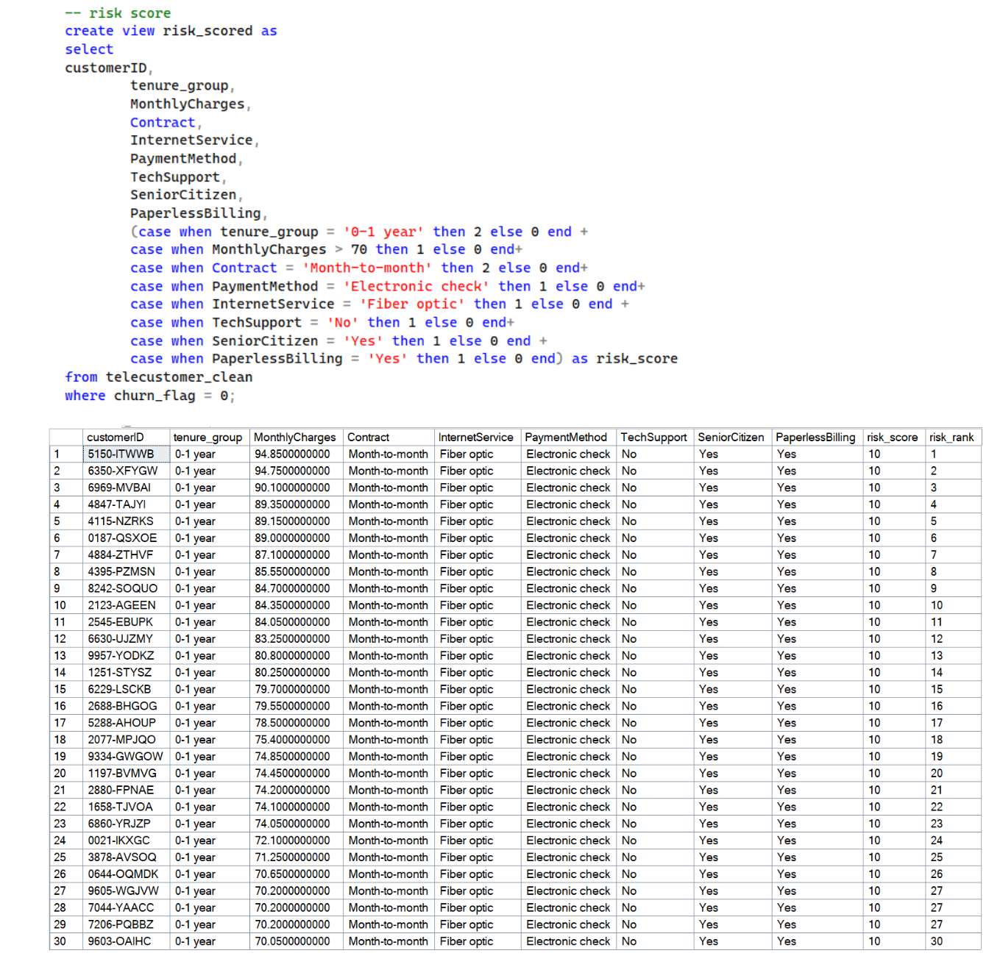 -- risk score
create view risk_scored as
select
customerID,
tenure_group,
MonthlyCharges,
Contract,
InternetService,
PaymentMethod,
TechSupport,
SeniorCitizen,
PaperlessBilling,
(case when tenure_group = '0-1 year' then 2 else 0 end +
case when MonthlyCharges > 70 then 1 else 0 end+
case when Contract = 'Month-to-month' then 2 else 0 end+
case when PaymentMethod = 'Electronic check' then 1 else 0 end+
case when InternetService = 'Fiber optic' then 1 else 0 end +
case when TechSupport = 'No' then 1 else 0 end+
case when SeniorCitizen = 'Yes' then 1 else 0 end +
case when PaperlessBilling = 'Yes' then 1 else 0 end) as risk_score
from telecustomer_clean
where churn_flag = 0;
customerID tenure_group MonthlyCharges Contract InternetService PaymentMethod TechSupport SeniorCitizen PaperlessBilling risk_score risk_rank
1 5150-ITWWB 0-1 year 94.8500000000 Month-to-month Fiber optic Electronic check No Yes Yes 10 1
2 6350-XFYGW 0-1 year 94.7500000000 Month-to-month Fiber optic Electronic check No Yes Yes 10 2
3 6969-MVBAI 0-1 year 90.1000000000 Month-to-month Fiber optic Electronic check No Yes Yes 10 3
4 4847-TAJYI 0-1 year 89.3500000000 Month-to-month Fiber optic Electronic check No Yes Yes 10 4
5 4115-NZRKS 0-1 year 89.1500000000 Month-to-month Fiber optic Electronic check No Yes Yes 10 5
6 0187-QSXOE 0-1 year 89.0000000000 Month-to-month Fiber optic Electronic check No Yes Yes 10 6
7 4884-ZTHVF 0-1 year 87.1000000000 Month-to-month Fiber optic Electronic check No Yes Yes 10 7
8 4395-PZMSN 0-1 year 85.5500000000 Month-to-month Fiber optic Electronic check No Yes Yes 10 8
9 8242-SOQUO 0-1 year 84.7000000000 Month-to-month Fiber optic Electronic check No Yes Yes 10 9
10 2123-AGEEN 0-1 year 84.3500000000 Month-to-month Fiber optic Electronic check No Yes Yes 10 10
11 2545-EBUPK 0-1 year 84.0500000000 Month-to-month Fiber optic Electronic check No Yes Yes 10 11
12 6630-UJZMY 0-1 year 83.2500000000 Month-to-month Fiber optic Electronic check No Yes Yes 10 12
13 9957-YODKZ 0-1 year 80.8000000000 Month-to-month Fiber optic Electronic check No Yes Yes 10 13
14 1251-STYSZ 0-1 year 80.2500000000 Month-to-month Fiber optic Electronic check No Yes Yes 10 14
15 6229-LSCKB 0-1 year 79.7000000000 Month-to-month Fiber optic Electronic check No Yes Yes 10 15
16 2688-BHGOG 0-1 year 79.5500000000 Month-to-month Fiber optic Electronic check No Yes Yes 10 16
17 5288-AHOUP 0-1 year 78.5000000000 Month-to-month Fiber optic Electronic check No Yes Yes 10 17
18 2077-MPJQO 0-1 year 75.4000000000 Month-to-month Fiber optic Electronic check No Yes Yes 10 18
19 9334-GWGOW 0-1 year 74.8500000000 Month-to-month Fiber optic Electronic check No Yes Yes 10 19
20 1197-BVMVG 0-1 year 74.4500000000 Month-to-month Fiber optic Electronic check No Yes Yes 10 20
21 2880-FPNAE 0-1 year 74.2000000000 Month-to-month Fiber optic Electronic check No Yes Yes 10 21
22 1658-TJVOA 0-1 year 74.1000000000 Month-to-month Fiber optic Electronic check No Yes Yes 10 22
23 6860-YRJZP 0-1 year 74.0500000000 Month-to-month Fiber optic Electronic check No Yes Yes 10 23
24 0021-IKXGC 0-1 year 72.1000000000 Month-to-month Fiber optic Electronic check No Yes Yes 10 24
25 3878-AVSOQ 0-1 year 71.2500000000 Month-to-month Fiber optic Electronic check No Yes Yes 10 25
26 0644-OQMDK 0-1 year 70.6500000000 Month-to-month Fiber optic Electronic check No Yes Yes 10 26
27 9605-WGJVW 0-1 year 70.2000000000 Month-to-month Fiber optic Electronic check No Yes Yes 10 27
28 7044-YAACC 0-1 year 70.2000000000 Month-to-month Fiber optic Electronic check No Yes Yes 10 27
29 7206-PQBBZ 0-1 year 70.2000000000 Month-to-month Fiber optic Electronic check No Yes Yes 10 27
30 9603-OAIHC 0-1 year 70.0500000000 Month-to-month Fiber optic Electronic check No Yes Yes 10 30